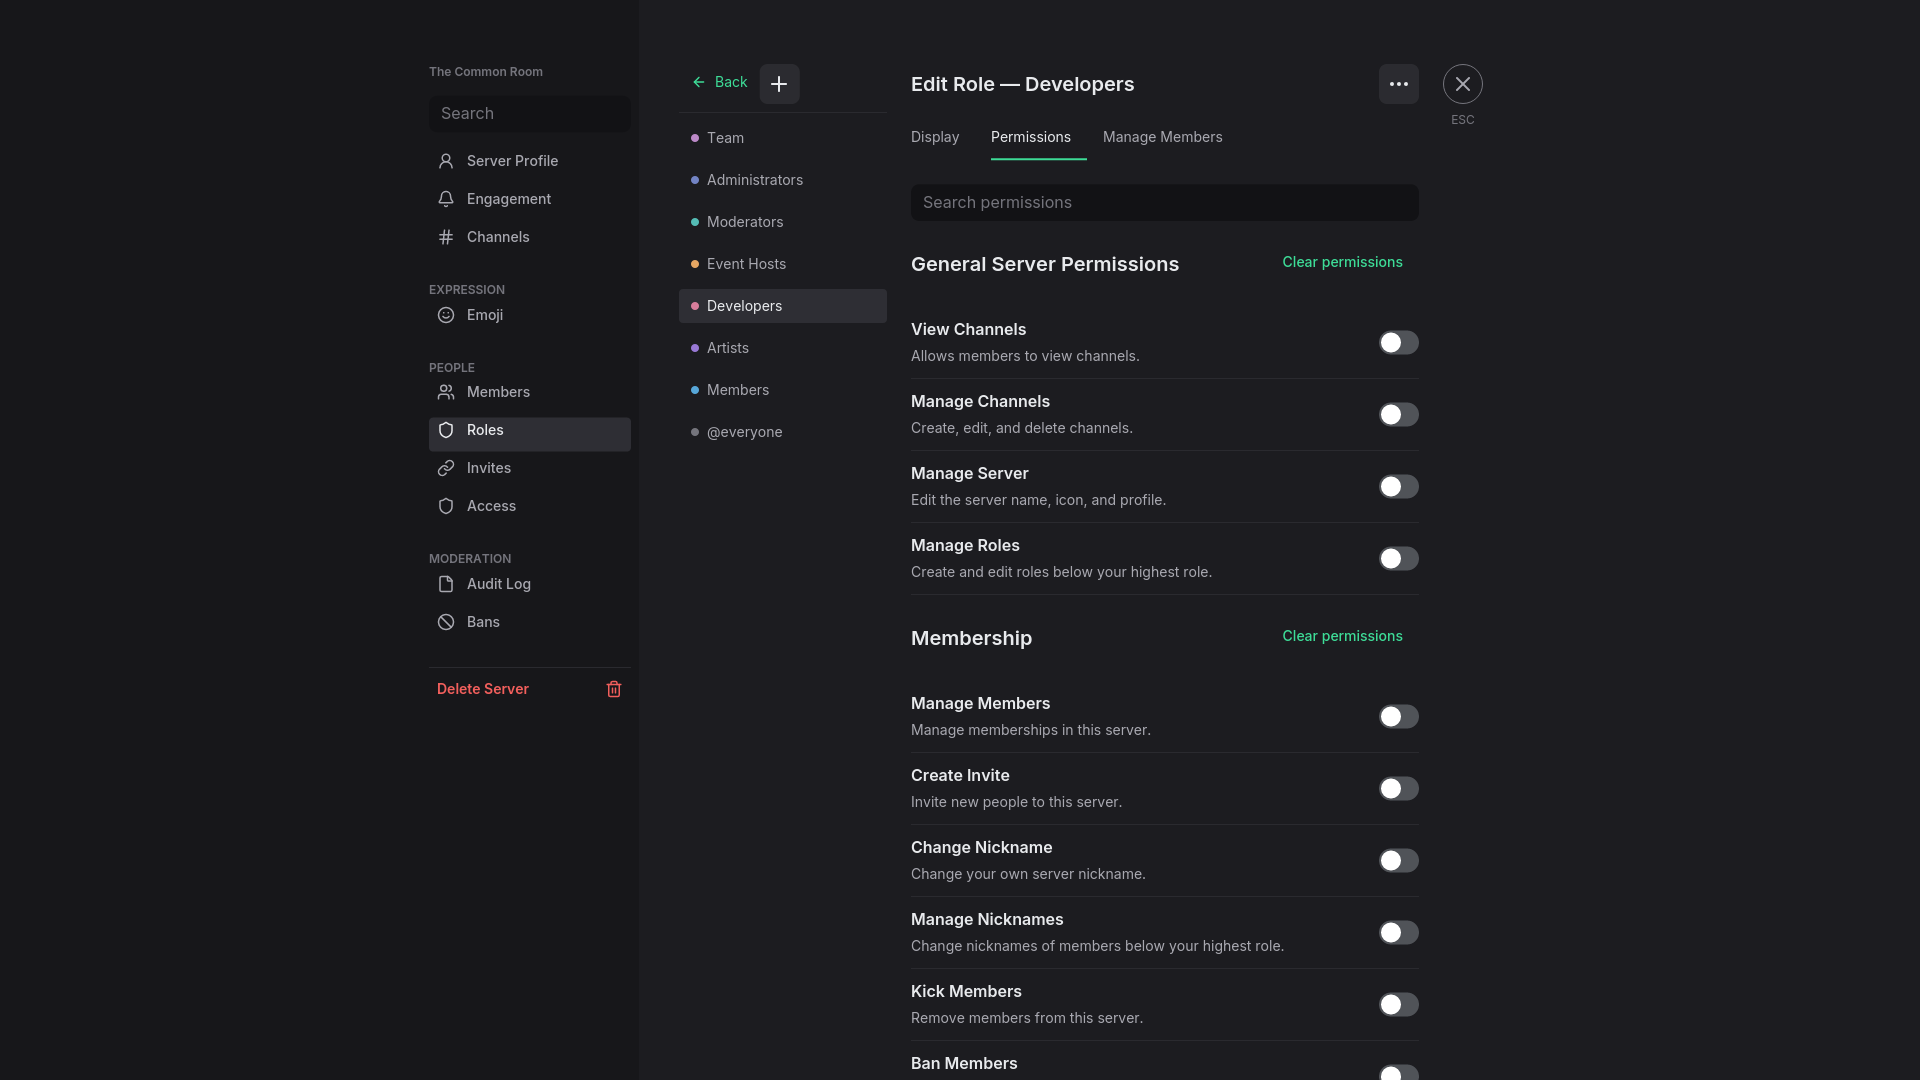 The Common Room
Search
Server Profile
Engagement
Channels
EXPRESSION
Emoji
PEOPLE
Members
Roles
Invites
Access
MODERATION
Audit Log
Bans
Delete Server
Back
Team
Administrators
Moderators
Event Hosts
Developers
Artists
Members
@everyone
Edit Role — Developers
ESC
Display Permissions Manage Members
Search permissions
General Server Permissions Clear permissions
View Channels
Allows members to view channels.
Manage Channels
Create, edit, and delete channels.
Manage Server
Edit the server name, icon, and profile.
Manage Roles
Create and edit roles below your highest role.
Membership Clear permissions
Manage Members
Manage memberships in this server.
Create Invite
Invite new people to this server.
Change Nickname
Change your own server nickname.
Manage Nicknames
Change nicknames of members below your highest role.
Kick Members
Remove members from this server.
Ban Members